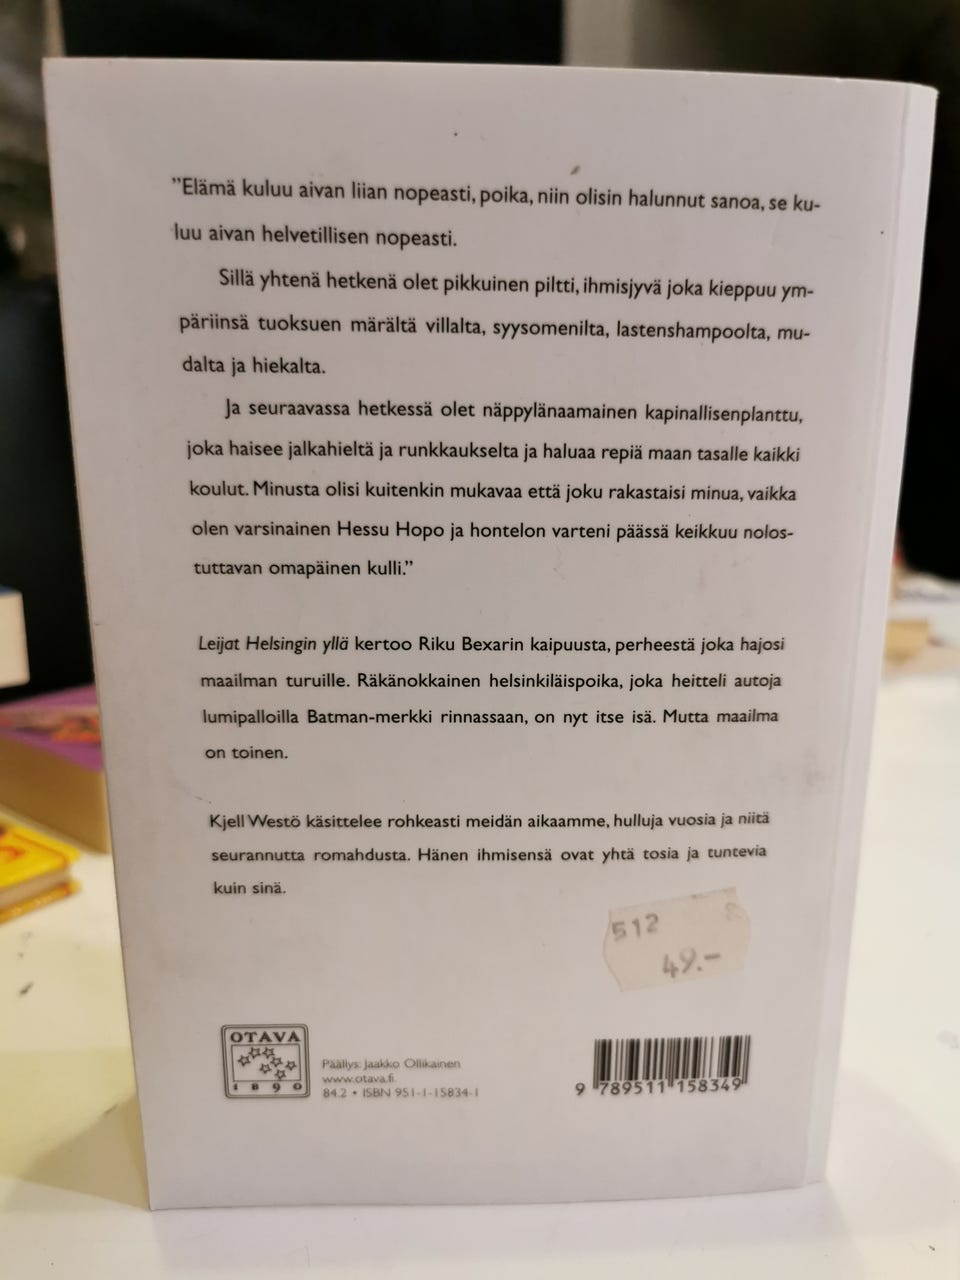 ”Elämä kuluu aivan liian nopeasti, poika, niin olisin halunnut sanoa, se ku-
luu aivan helvetillisen nopeasti.
Sillä yhtenä hetkenä olet pikkuinen piltti, ihmisjyvä joka kieppuu ym-
päriinsä tuoksuen märältä villalta, syysomenilta, lastenshampoolta, mu-
dalta ja hiekalta.
Ja seuraavassa hetkessä olet näppylänaamainen kapinallisenplanttu,
joka haisee jalkahieltä ja runkkaukselta ja haluaa repiä maan tasalle kaikki
koulut. Minusta olisi kuitenkin mukavaa että joku rakastaisi minua, vaikka
olen varsinainen Hessu Hopo ja hontelon varteni päässä keikkuu nolos-
tuttavan omapäinen kulli.”
Leijat Helsingin yllä kertoo Riku Bexarin kaipuusta, perheestä joka hajosi
maailman turuille. Räkänokkainen helsinkiläispoika, joka heitteli autoja
lumipalloilla Batman-merkki rinnassaan, on nyt itse isä. Mutta maailma
on toinen.
Kjell Westö käsittelee rohkeasti meidän aikaamme, hulluja vuosia ja niitä
seurannutta romahdusta. Hänen ihmisensä ovat yhtä tosia ja tuntevia
kuin sinä.
512
49.-
OTAVA
1890
Päällys: Jaakko Ollikainen
www.otava.fi
84.2 • ISBN 951-1-15834-1
9 789511 158349